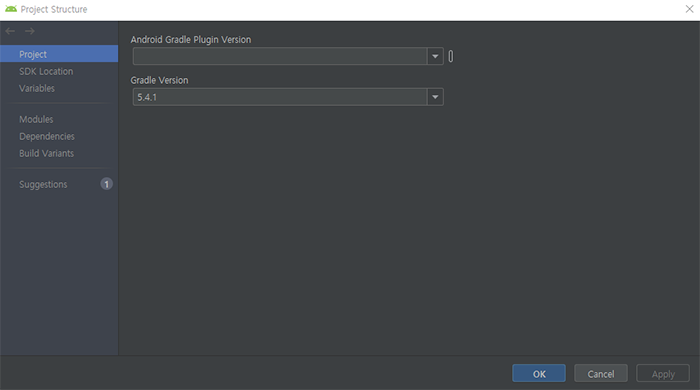 Project Structure
Project
SDK Location
Variables
Modules
Dependencies
Build Variants
Suggestions 1
Android Gradle Plugin Version
Gradle Version
5.4.1
OK Cancel Apply